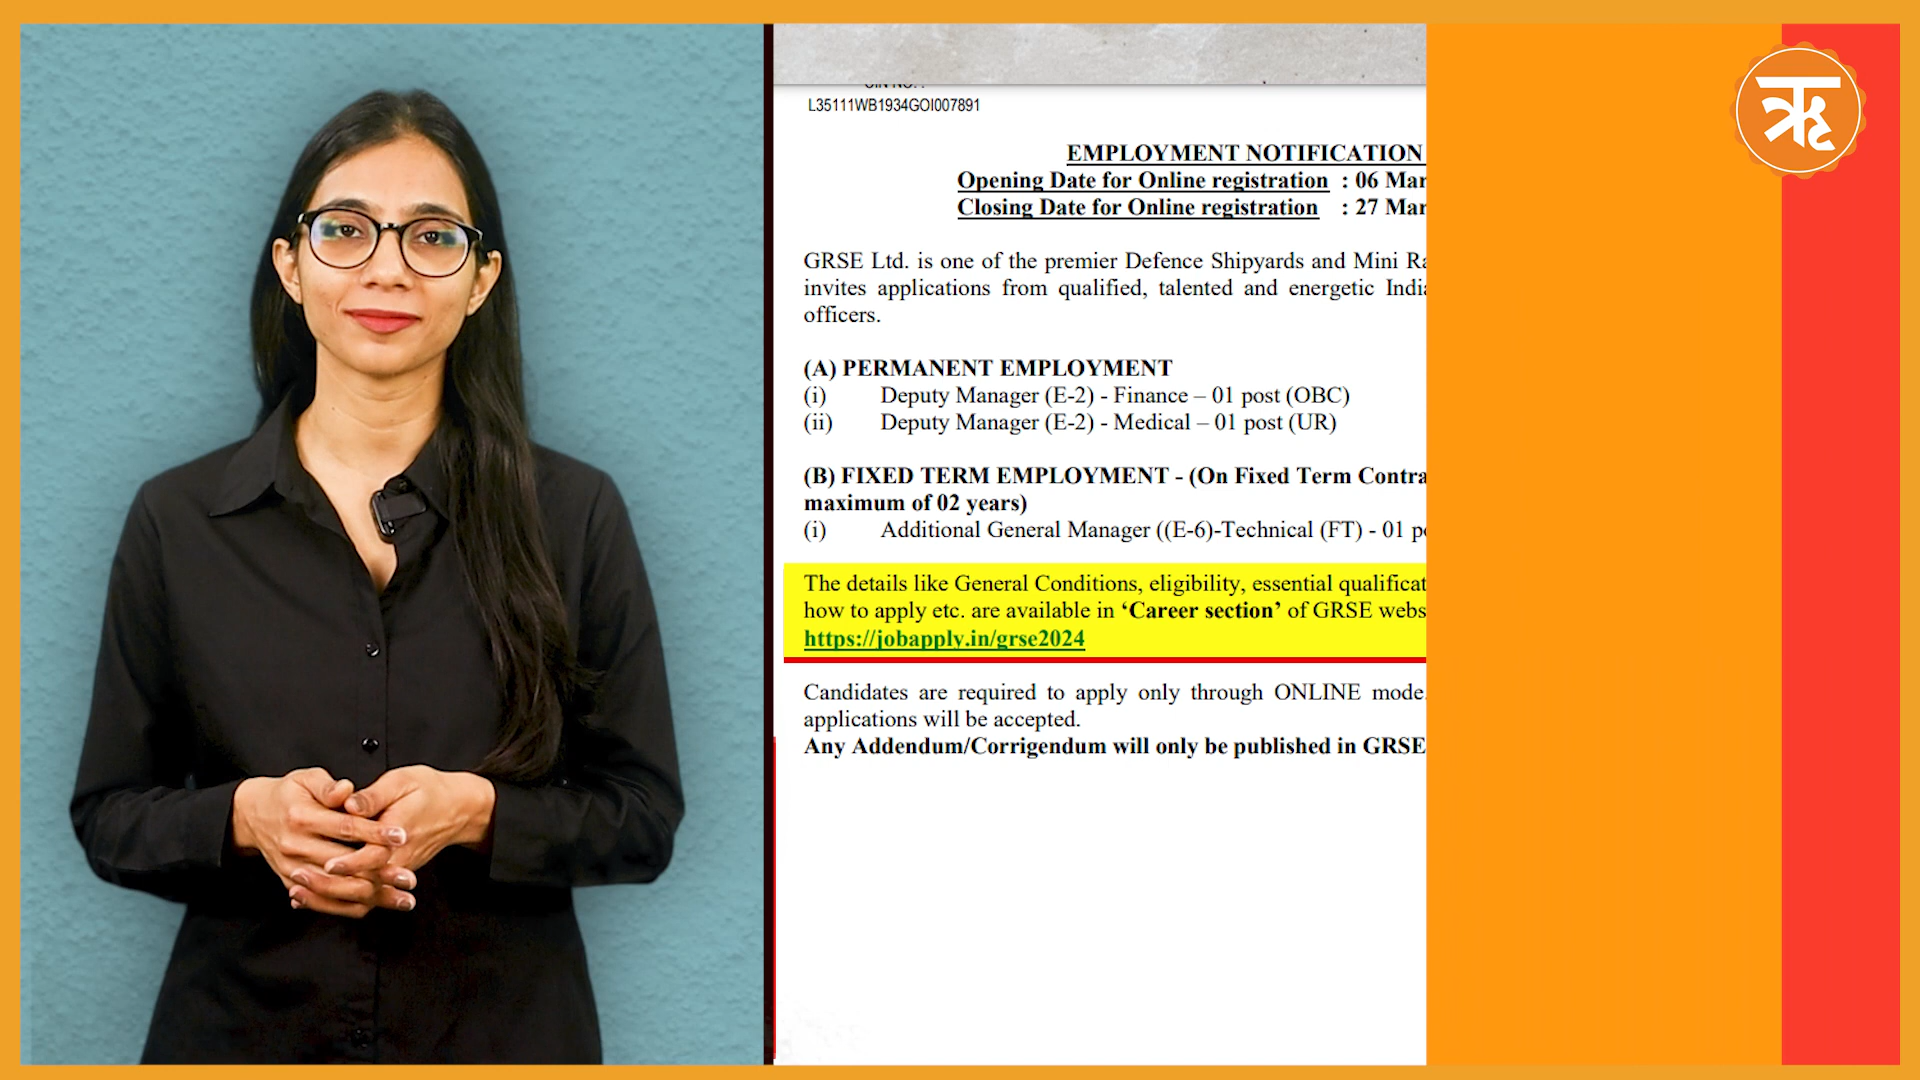 L35111WB1934GOI007891
EMPLOYMENT NOTIFICATION
Opening Date for Online registration : 06 Mar
Closing Date for Online registration : 27 Mar
GRSE Ltd. is one of the premier Defence Shipyards and Mini
invites applications from qualified, talented and energetic
officers.
(A) PERMANENT EMPLOYMENT
(i) Deputy Manager (E-2) - Finance – 01 post (OBC)
(ii) Deputy Manager (E-2) - Medical – 01 post (UR)
(B) FIXED TERM EMPLOYMENT - (On Fixed Term
maximum of 02 years)
(i) Additional General Manager ((E-6)-Technical (FT) - 01
The details like General Conditions, eligibility, essential
how to apply etc. are available in ‘Career section’ of GRSE
https://jobapply.in/grse2024
Candidates are required to apply only through ONLINE mode.
applications will be accepted.
Any Addendum/Corrigendum will only be published in GRSE
ऋ